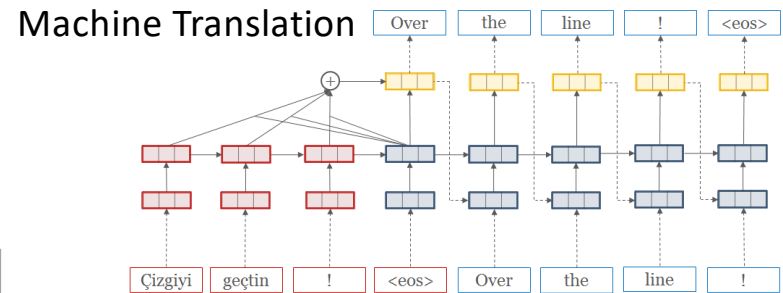 Machine Translation
Over the line ! <eos>
+
Çizgiyi geçtin ! <eos> Over the line !